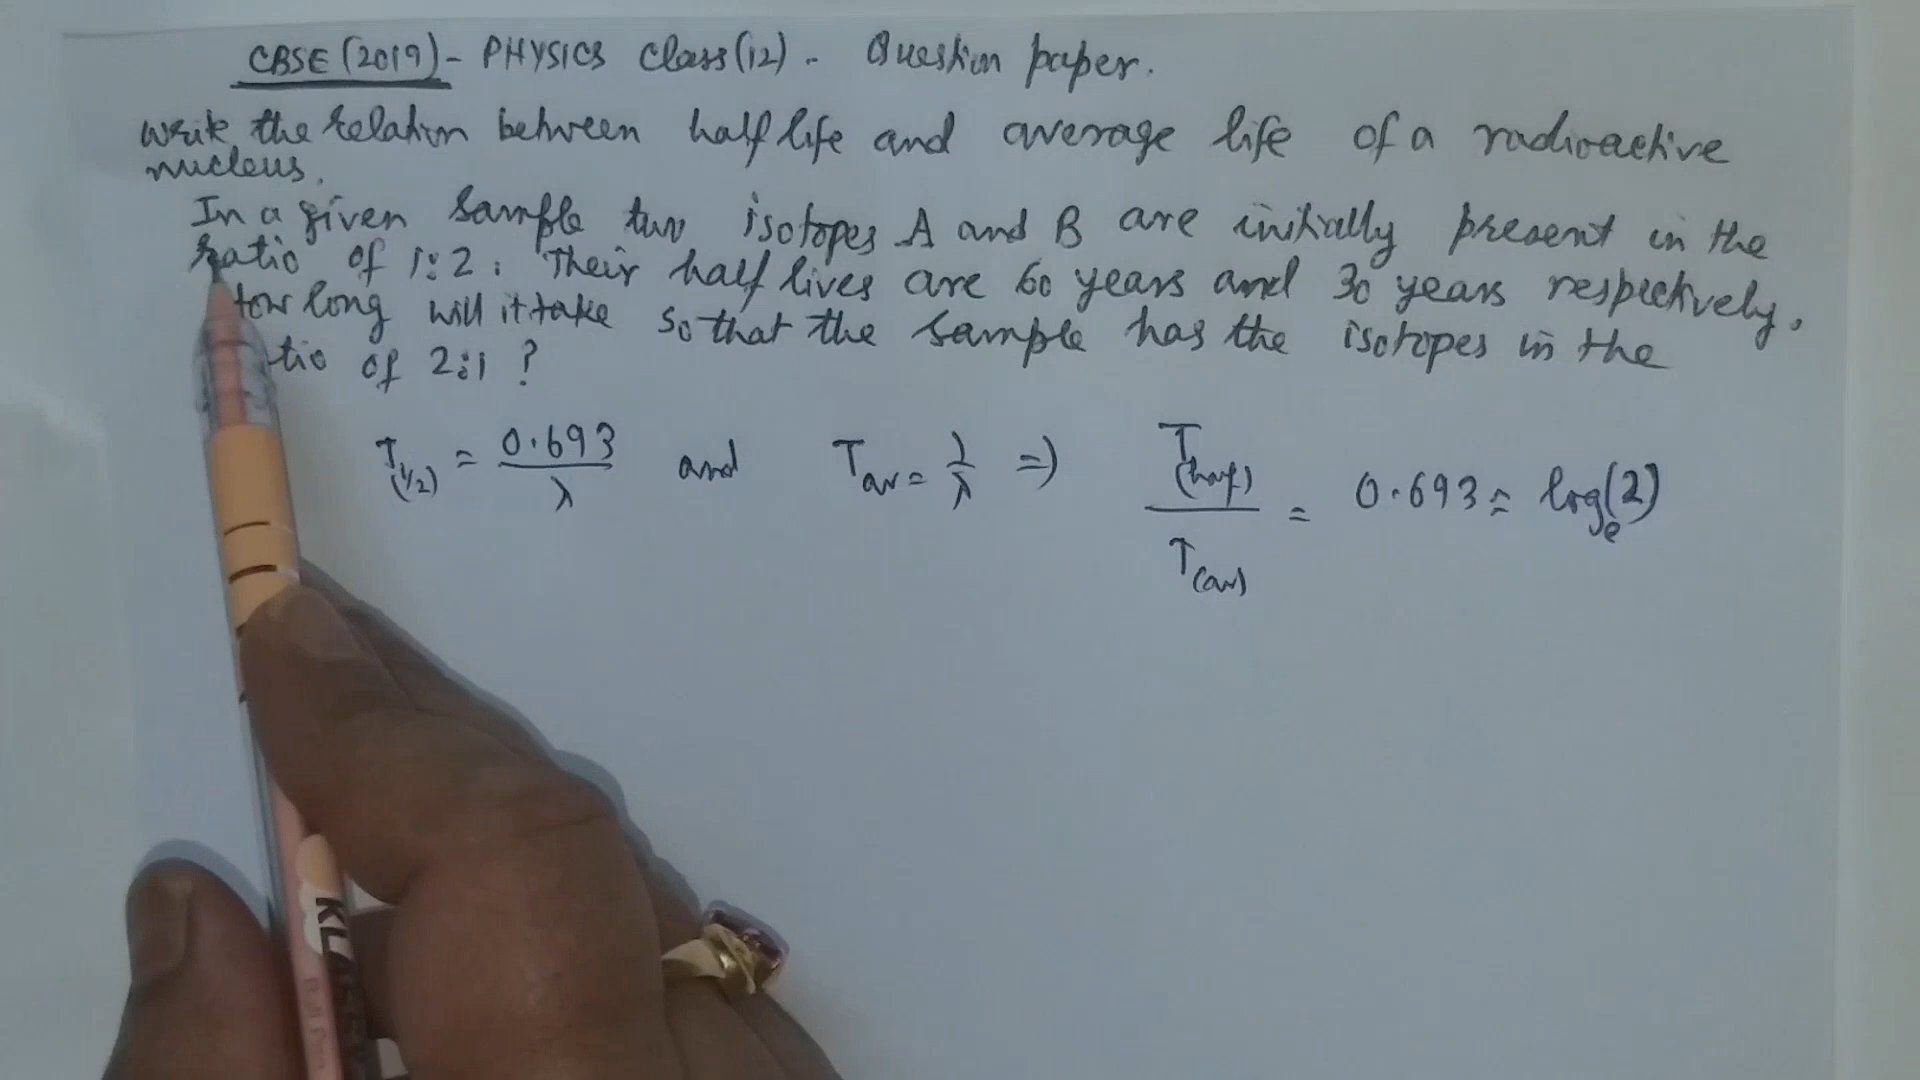 CBSE (2019) - PHYSICS Class (12) - Question paper.
Write the relation between half life and average life of a radioactive
nucleus.
In a given sample two isotopes A and B are initially present in the
ratio of 1:2. Their half lives are 60 years and 30 years respectively.
How long will it take so that the sample has the isotopes in the
tio of 2:1 ?
T(1/2) = 0.693/λ and Tav = 1/λ => T(half)/T(av) = 0.693 = log_e(2)